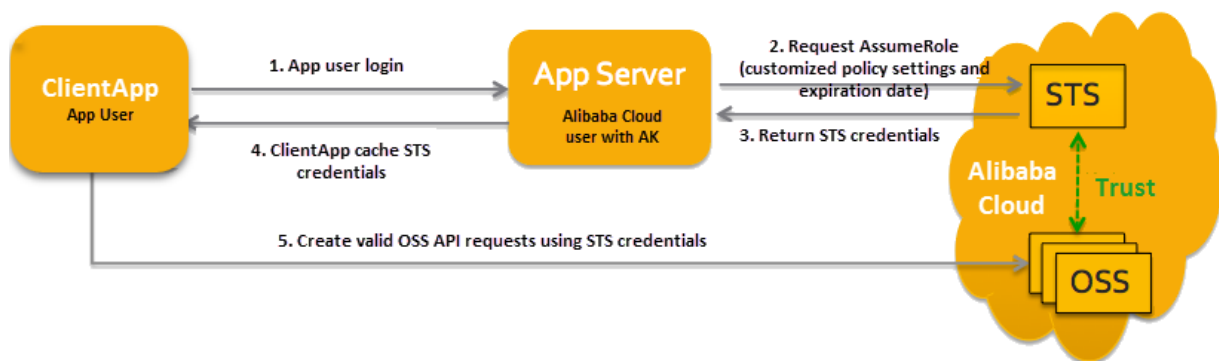 ClientApp
App User
1. App user login
4. ClientApp cache STS
credentials
App Server
Alibaba Cloud
user with AK
2. Request AssumeRole
(customized policy settings and
expiration date)
3. Return STS credentials
STS
Alibaba
Cloud
Trust
5. Create valid OSS API requests using STS credentials
OSS